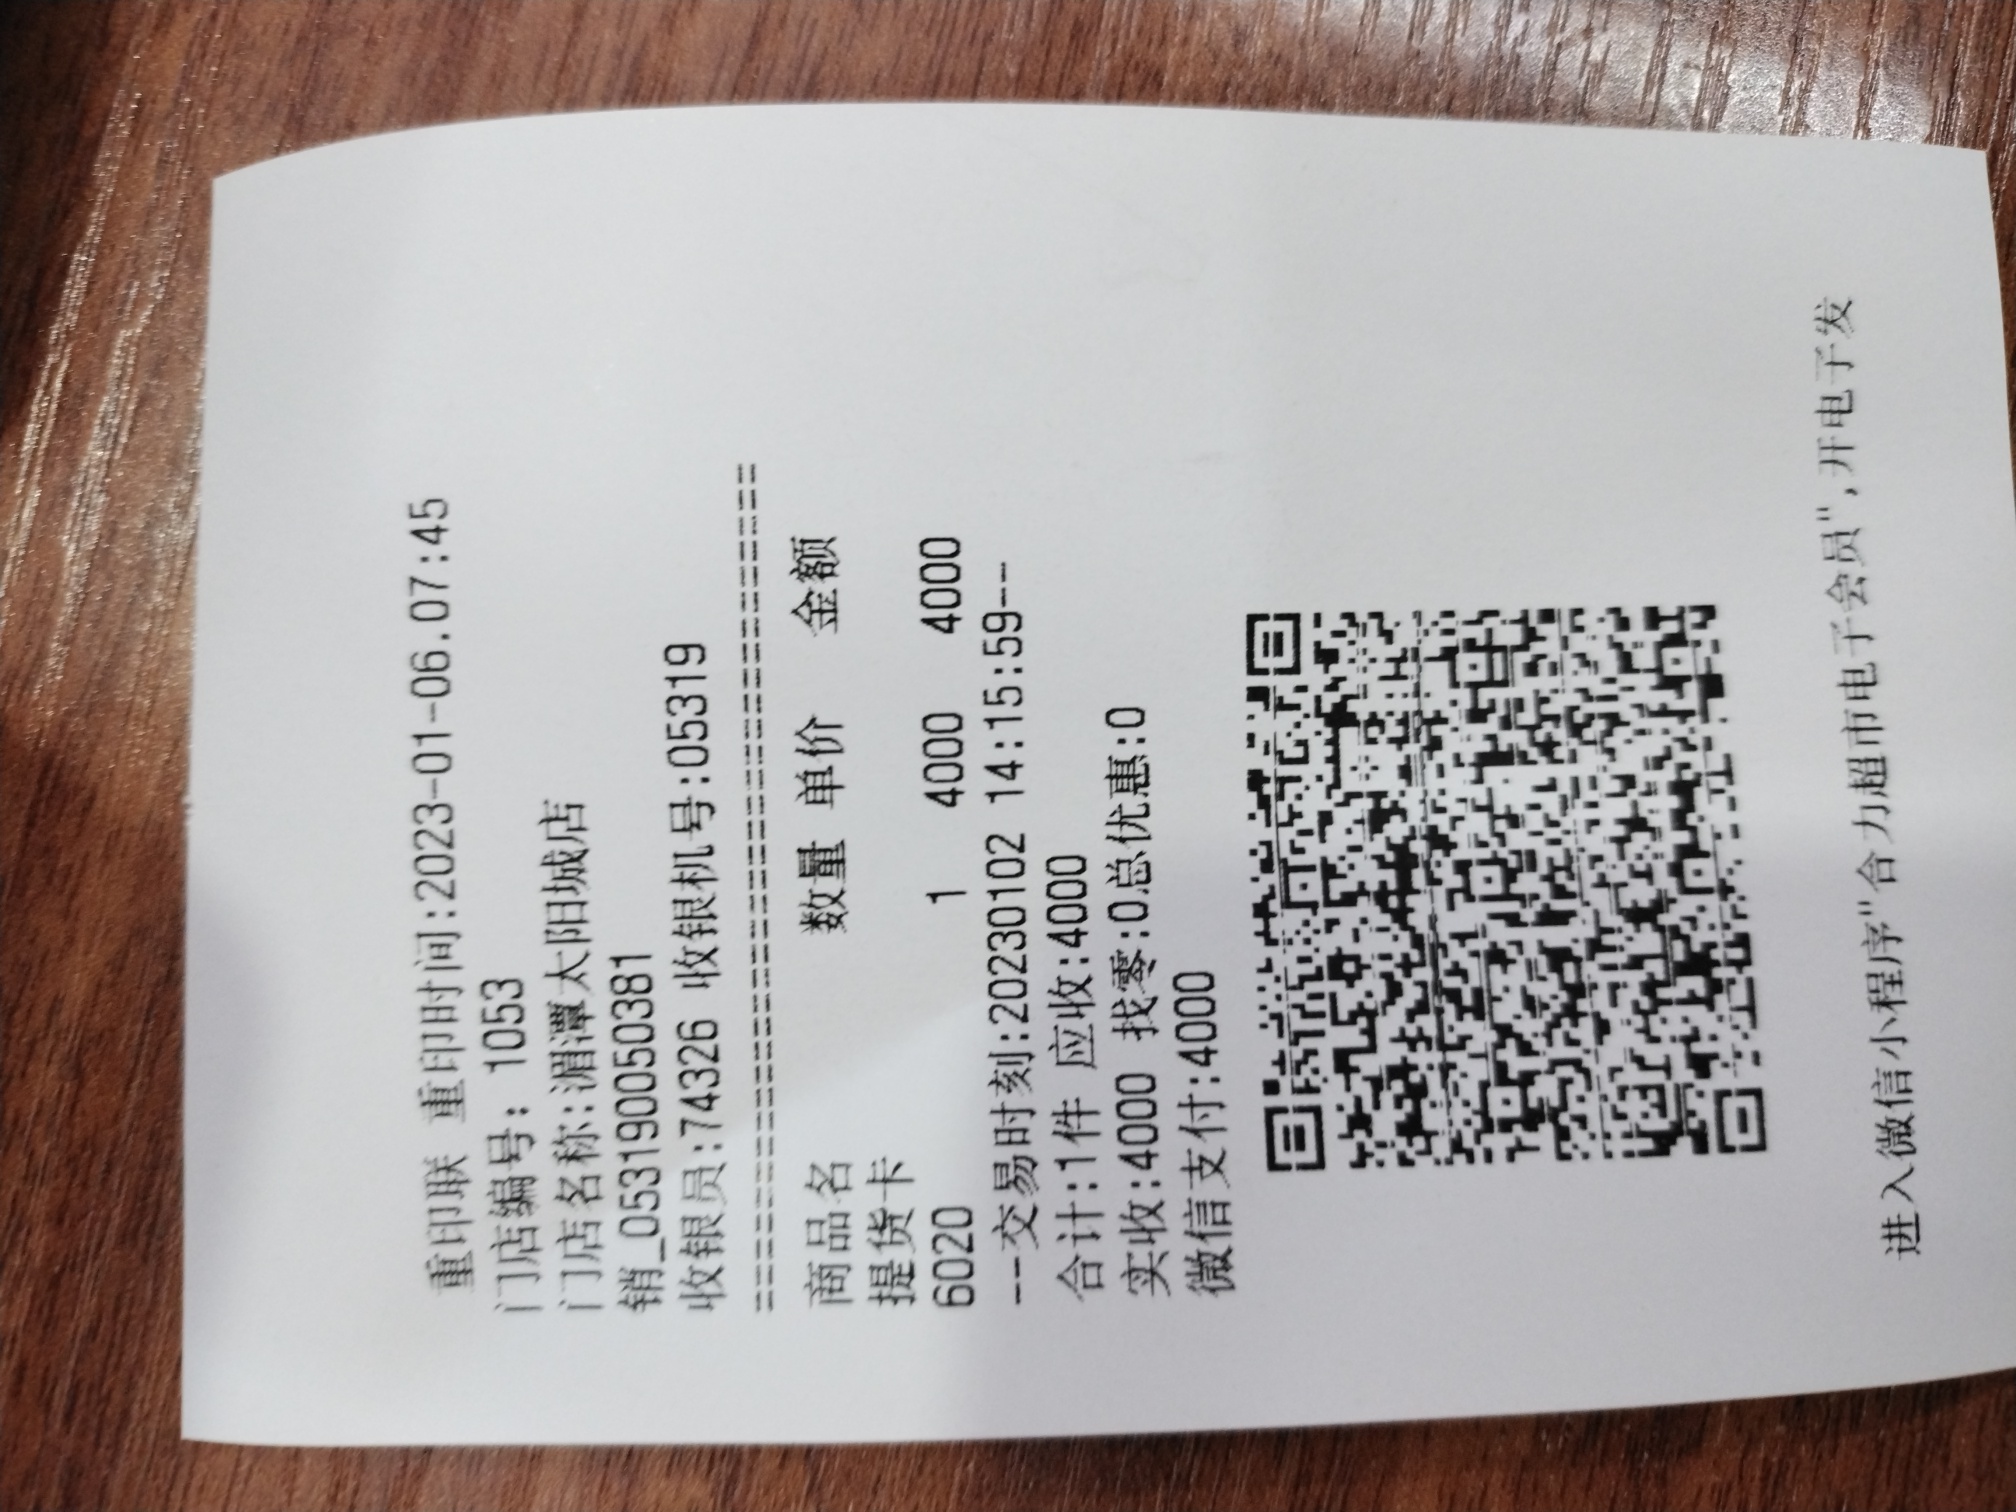 重印联 重印时间:2023-01-06.07:45
门店编号: 1053
门店名称:湄潭太阳城店
销_053190050381
收银员:74326 收银机号:05319
商品名 数量 单价 金额
提货卡
6020 1 4000 4000
---交易时刻:20230102 14:15:59--
合计:1件 应收:4000
实收:4000 找零:0总优惠:0
微信支付:4000
进入微信小程序"合力超市电子会员",开电子发